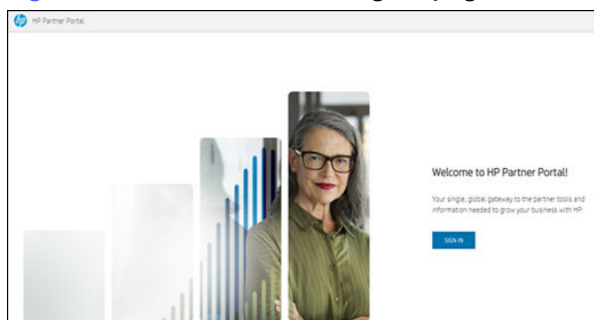 hp
HP Partner Portal
Welcome to HP Partner Portal!
Your single, global gateway to the partner tools and
information needed to grow your business with HP.
SIGN IN